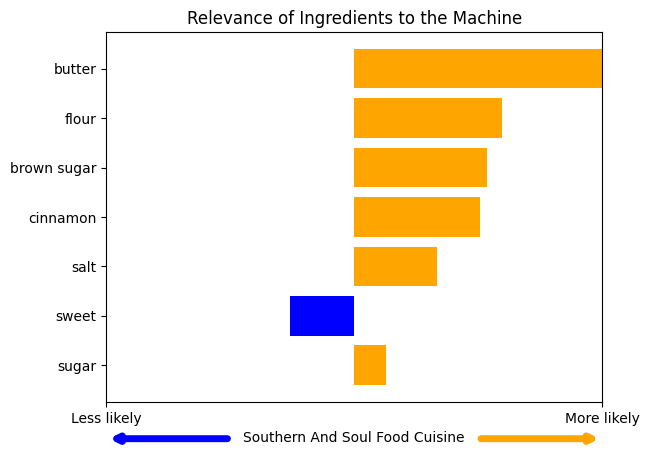 Relevance of Ingredients to the Machine
butter
flour
brown sugar
cinnamon
salt
sweet
sugar
Less likely More likely
Southern And Soul Food Cuisine